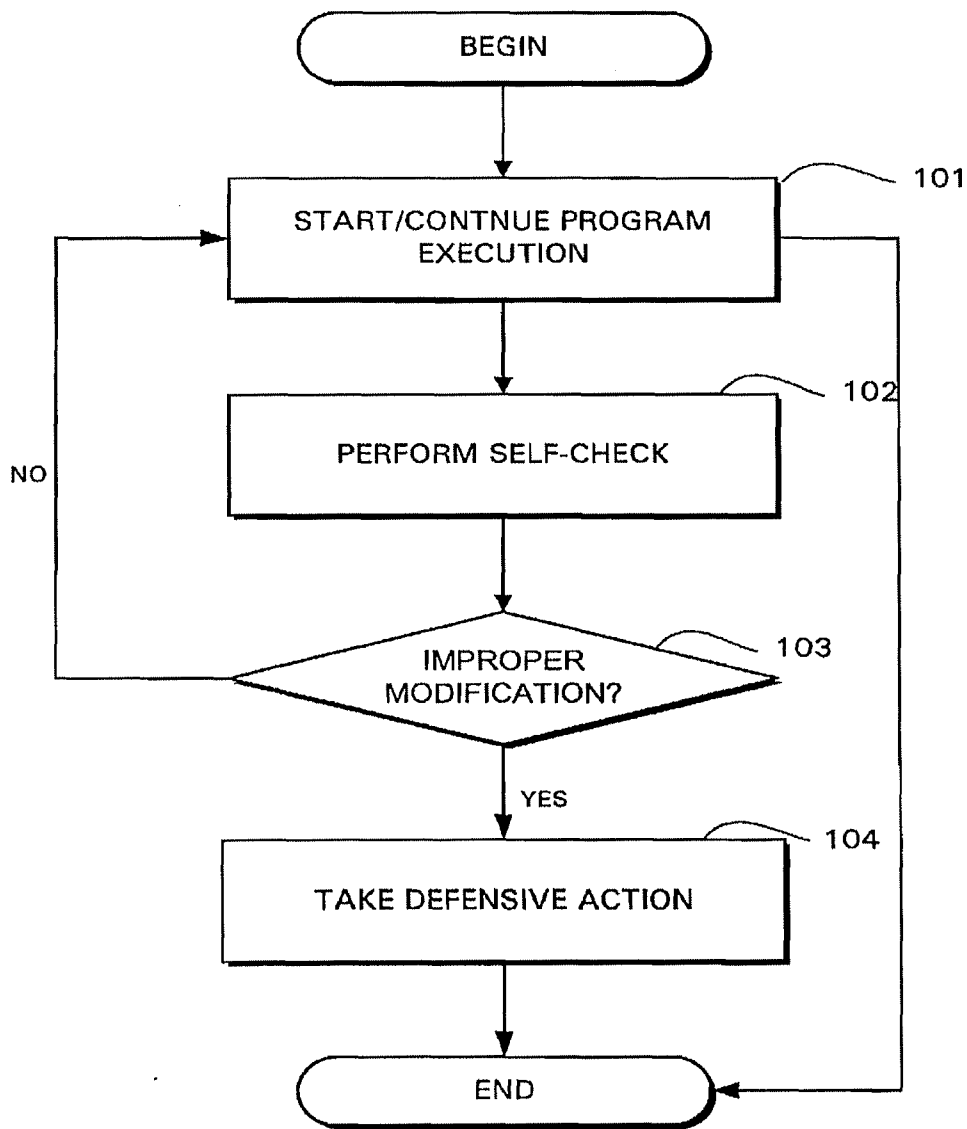 BEGIN
101
START/CONTNUE PROGRAM
EXECUTION
102
PERFORM SELF-CHECK
NO
103
IMPROPER
MODIFICATION?
YES
104
TAKE DEFENSIVE ACTION
END